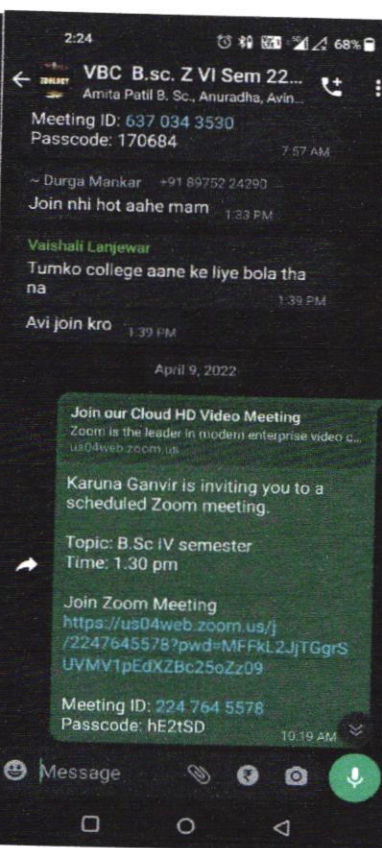 2:24
68%
VBC B.sc. Z VI Sem 22...
ZOOLOGY
Amita Patil B. Sc., Anuradha, Avin...
Meeting ID: 637 034 3530
Passcode: 170684
7:57 AM
~ Durga Mankar +91 89752 24290
Join nhi hot aahe mam
1:33 PM
Vaishali Lanjewar
Tumko college aane ke liye bola tha
na
1:39 PM
Avi join kro
1:39 PM
April 9, 2022
Join our Cloud HD Video Meeting
Zoom is the leader in modern enterprise video c...
us04web.zoom.us
Karuna Ganvir is inviting you to a
scheduled Zoom meeting.
Topic: B.Sc IV semester
Time: 1.30 pm
Join Zoom Meeting
https://us04web.zoom.us/j
/2247645578?pwd=MFFkL2JjTGgrS
UVMV1pEdXZBc25oZz09
Meeting ID: 224 764 5578
Passcode: hE2tSD
10:19 AM
Message